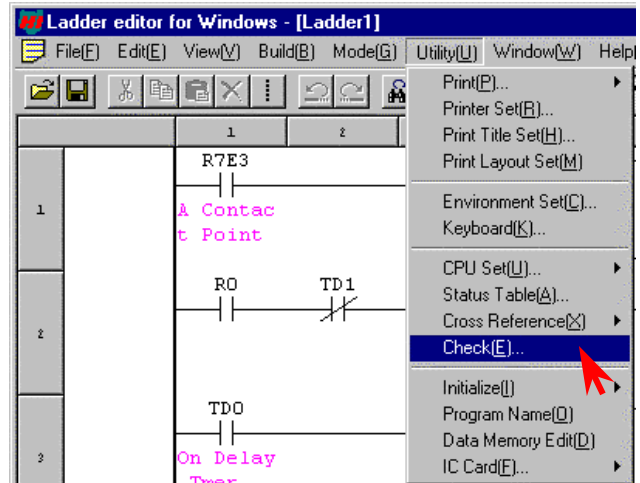 Ladder editor for Windows - [Ladder1]
File(F) Edit(E) View(V) Build(B) Mode(G) Utility(U) Window(W) Help(
Print(P)...
Printer Set(R)...
Print Title Set(H)...
Print Layout Set(M)
Environment Set(C)...
Keyboard(K)...
CPU Set(U)...
Status Table(A)...
Cross Reference(X)
Check(E)...
Initialize(I)
Program Name(O)
Data Memory Edit(D)
IC Card(F)...
1 2
1
R7E3
A Contac
t Point
2
R0 TD1
3
TD0
On Delay
Tmer